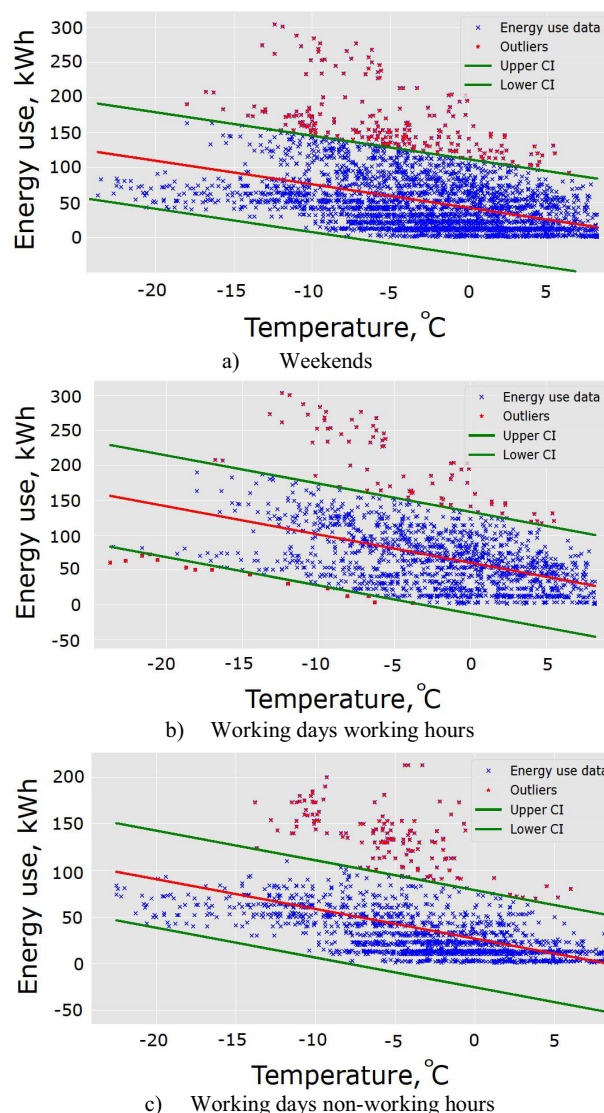 300
250
200
150
100
50
0
Energy use, kWh
Energy use data
Outliers
Upper CI
Lower CI
-20 -15 -10 -5 0 5
Temperature,°C
a) Weekends
300
250
200
150
100
50
0
-50
Energy use, kWh
Energy use data
Outliers
Upper CI
Lower CI
-20 -15 -10 -5 0 5
Temperature,°C
b) Working days working hours
200
150
100
50
0
-50
Energy use, kWh
Energy use data
Outliers
Upper CI
Lower CI
-20 -15 -10 -5 0 5
Temperature,°C
c) Working days non-working hours